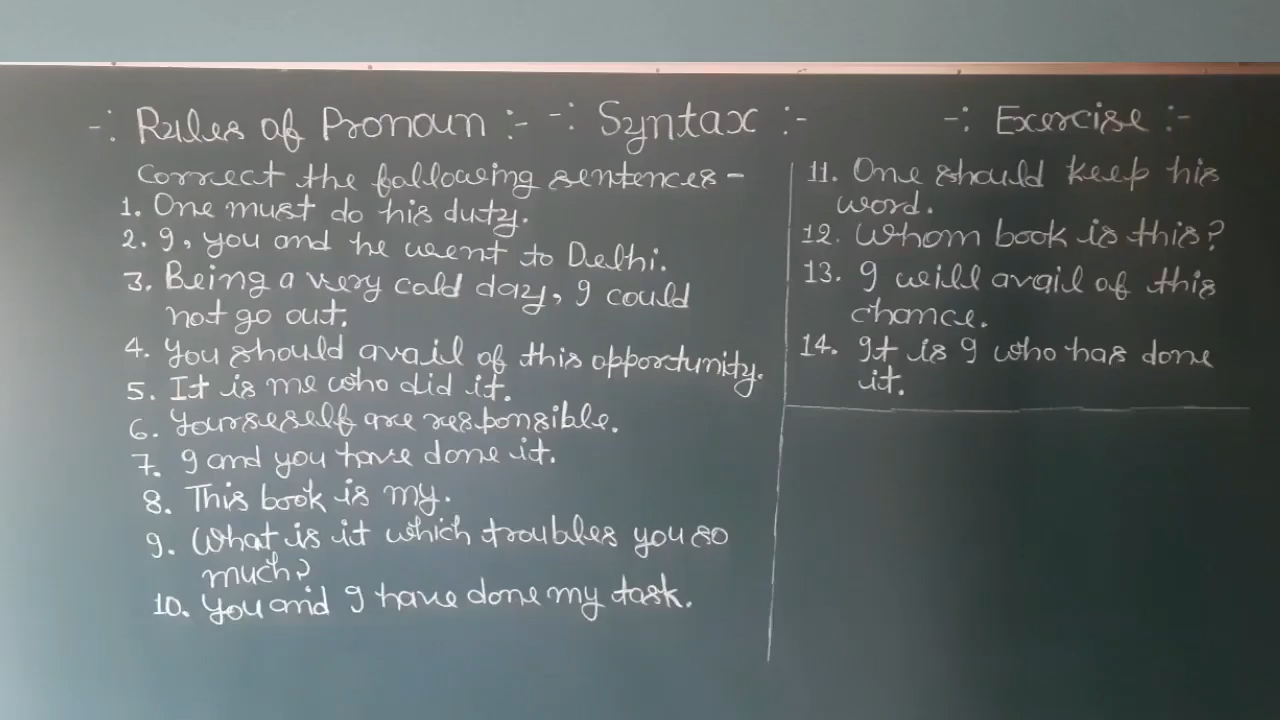 -: Rules of Pronoun :- -: Syntax :-
Correct the following sentences -
1. One must do his duty.
2. I, you and he went to Delhi.
3. Being a very cold day, I could
not go out.
4. You should avail of this opportunity.
5. It is me who did it.
6. Yourseself are responsible.
7. I and you have done it.
8. This book is my.
9. What is it which troubles you so
much?
10. You and I have done my task.
-: Exercise :-
11. One should keep his
word.
12. Whom book is this?
13. I will avail of this
chance.
14. It is I who has done
it.